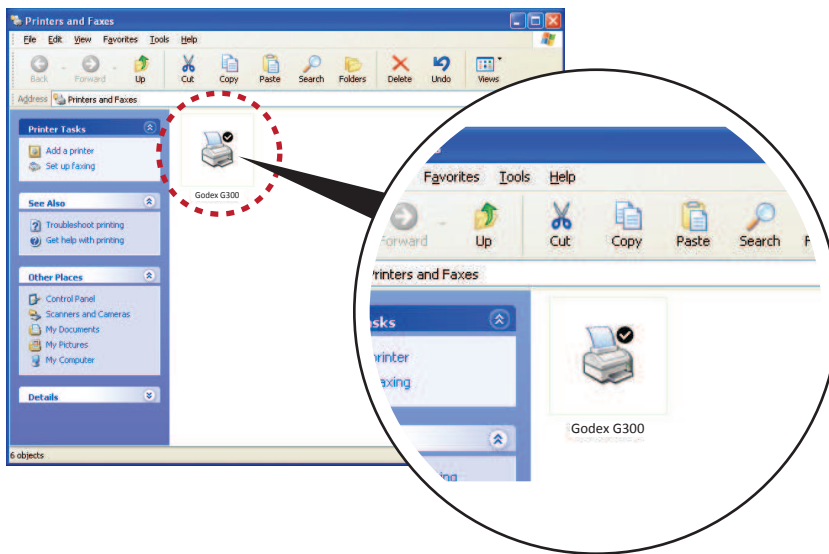 Printers and Faxes
File Edit View Favorites Tools Help
Back Forward Up Cut Copy Paste Search Folders Delete Undo Views
Address Printers and Faxes
Printer Tasks
Add a printer
Set up faxing
See Also
Troubleshoot printing
Get help with printing
Other Places
Control Panel
Scanners and Cameras
My Documents
My Pictures
My Computer
Details
6 objects
Godex G300
s
Favorites Tools Help
Forward Up Cut Copy Paste Search F
Printers and Faxes
asks
printer
faxing
ing
Godex G300